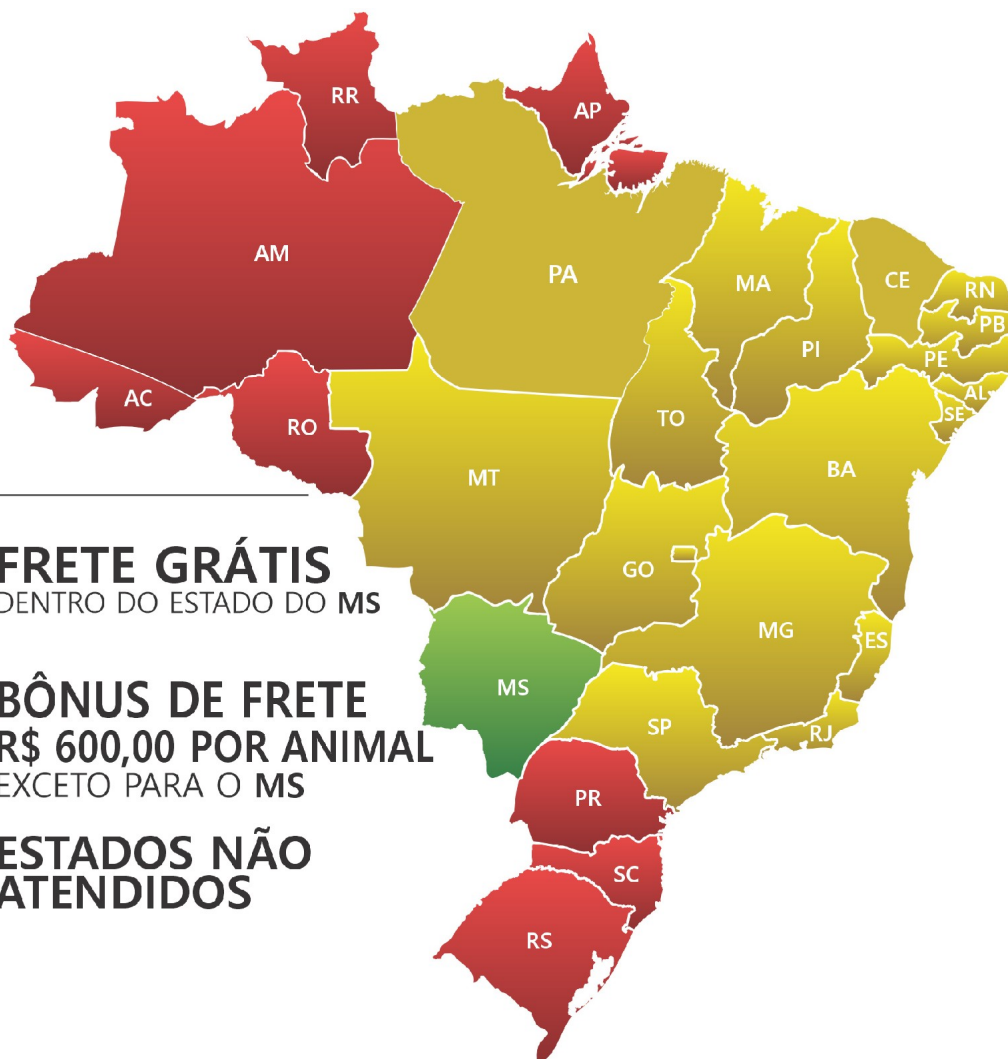 RR
AP
AM
PA
MA
CE
RN
PB
PI
PE
AL
SE
AC
RO
TO
MT
BA
GO
MG
ES
MS
SP
RJ
PR
SC
RS
FRETE GRÁTIS
DENTRO DO ESTADO DO MS
BÔNUS DE FRETE
R$ 600,00 POR ANIMAL
EXCETO PARA O MS
ESTADOS NÃO
ATENDIDOS